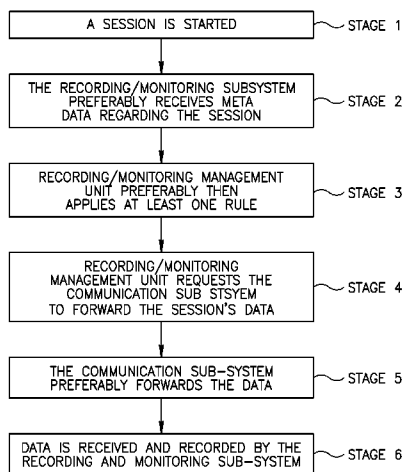 A SESSION IS STARTED
STAGE 1
THE RECORDING/MONITORING SUBSYSTEM
PREFERABLY RECEIVES META
DATA REGARDING THE SESSION
STAGE 2
RECORDING/MONITORING MANAGEMENT
UNIT PREFERABLY THEN
APPLIES AT LEAST ONE RULE
STAGE 3
RECORDING/MONITORING
MANAGEMENT UNIT REQUESTS THE
COMMUNICATION SUB STSYEM
TO FORWARD THE SESSION'S DATA
STAGE 4
THE COMMUNICATION SUB-SYSTEM
PREFERABLY FORWARDS THE DATA
STAGE 5
DATA IS RECEIVED AND RECORDED BY THE
RECORDING AND MONITORING SUB-SYSTEM
STAGE 6